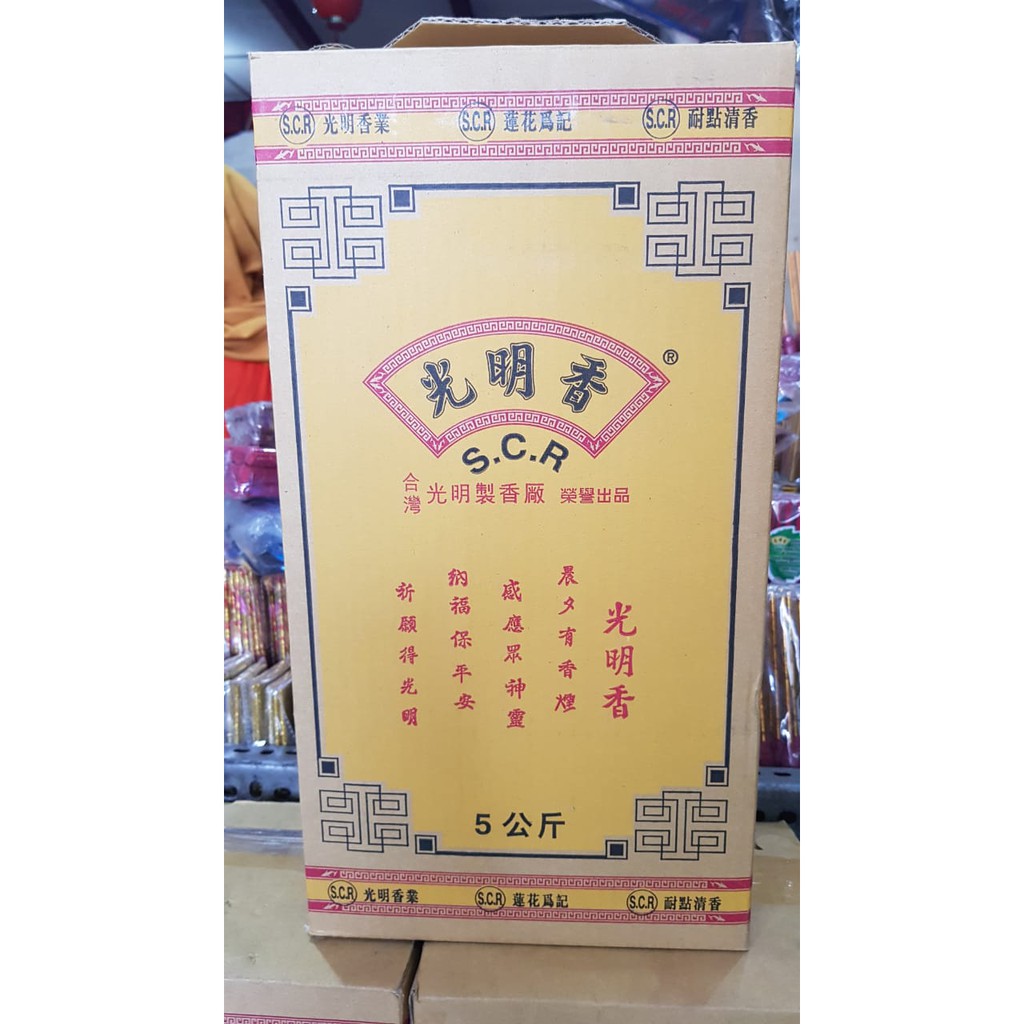 S.C.R 光明香業 S.C.R 蓮花爲記 S.C.R 耐點清香
光明香 ®
S.C.R
台灣 光明製香廠 榮譽出品
光明香
晨夕有香煙
感應眾神靈
納福保平安
祈願得光明
5公斤
S.C.R 光明香業 S.C.R 蓮花爲記 S.C.R 耐點清香